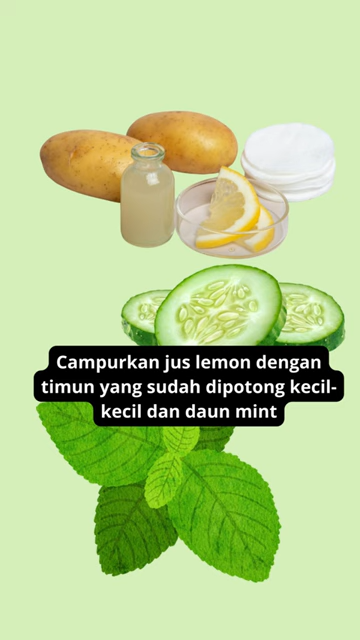 Campurkan jus lemon dengan
timun yang sudah dipotong kecil-
kecil dan daun mint